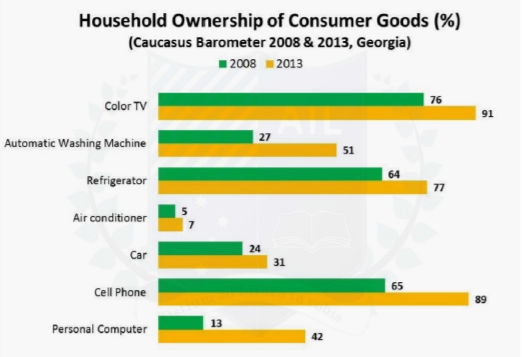 Household Ownership of Consumer Goods (%)
(Caucasus Barometer 2008 & 2013, Georgia)
2008 2013
Color TV 76
91
Automatic Washing Machine 27
51
Refrigerator 64
77
Air conditioner 5
7
Car 24
31
Cell Phone 65
89
Personal Computer 13
42